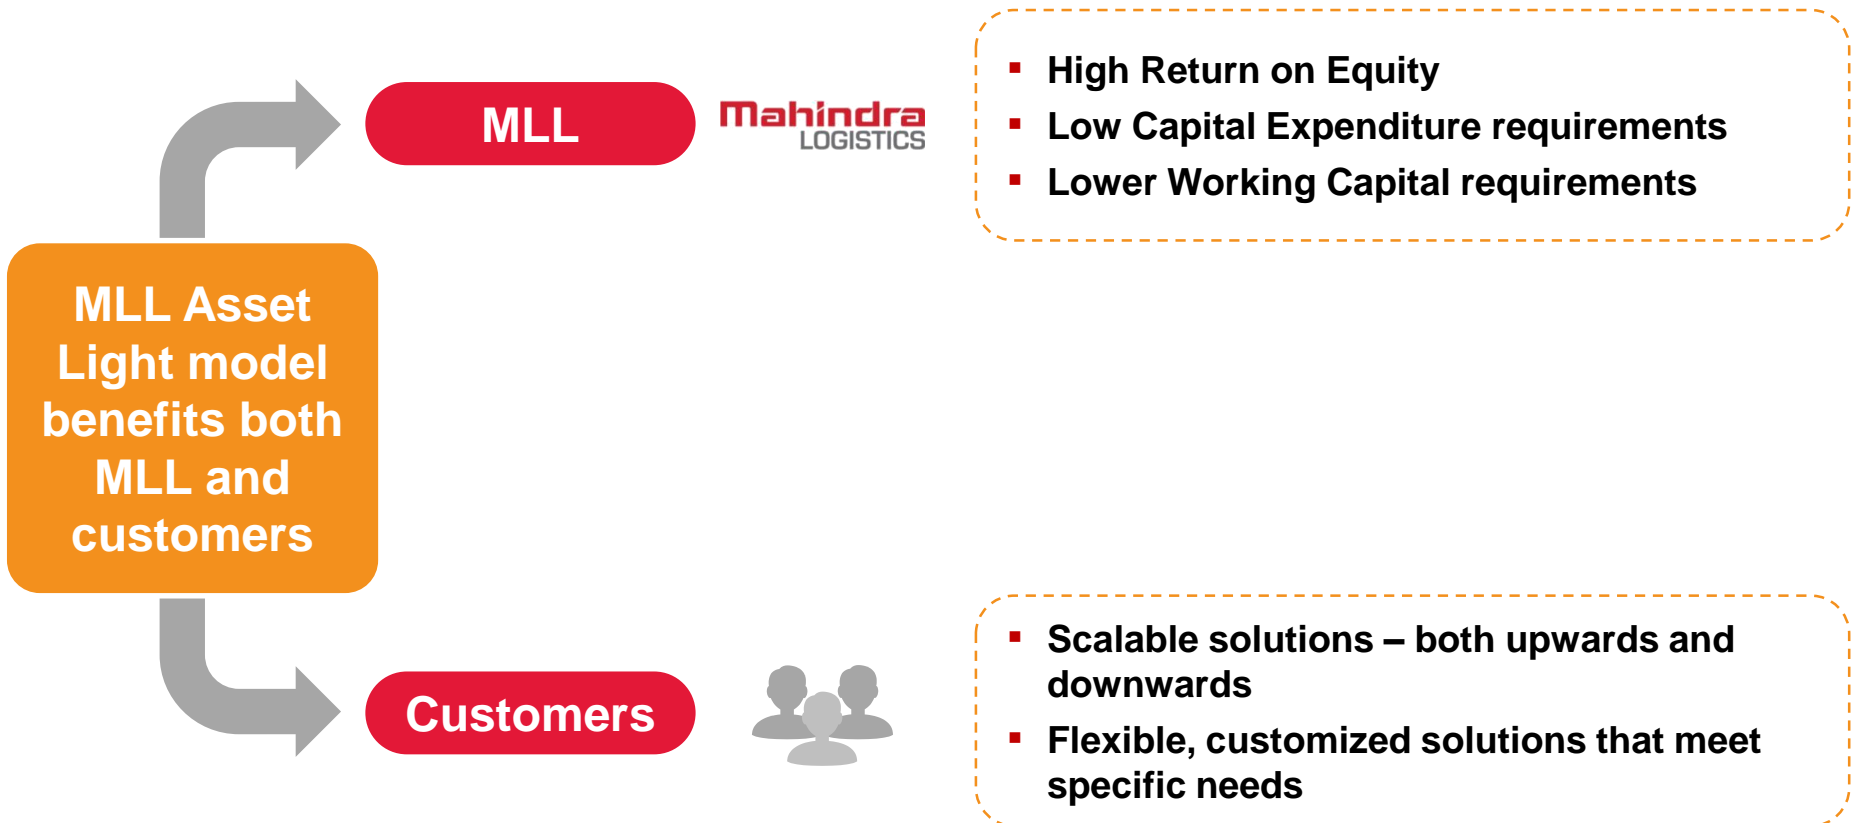 MLL
Mahindra
LOGISTICS
▪ High Return on Equity
▪ Low Capital Expenditure requirements
▪ Lower Working Capital requirements
MLL Asset
Light model
benefits both
MLL and
customers
Customers
▪ Scalable solutions – both upwards and
downwards
▪ Flexible, customized solutions that meet
specific needs